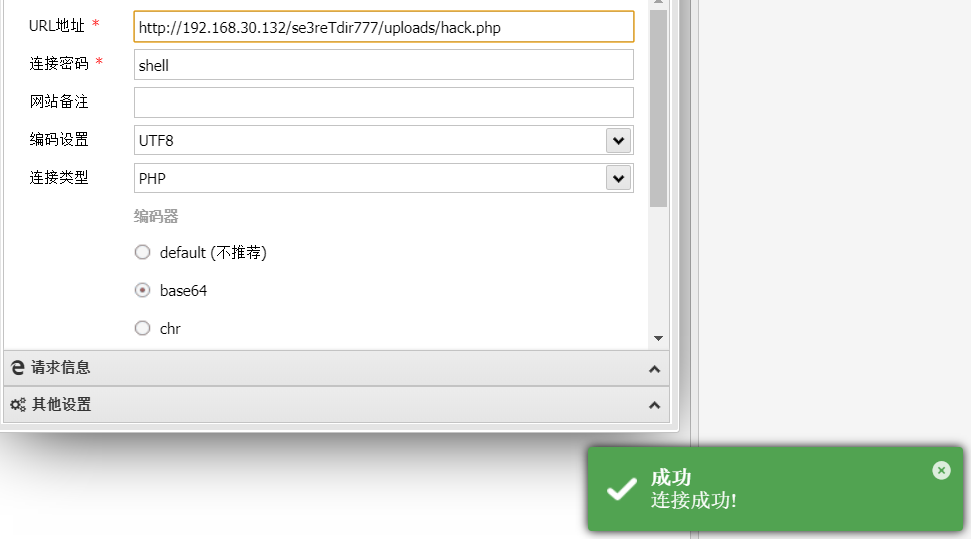 URL地址 * http://192.168.30.132/se3reTdir777/uploads/hack.php
连接密码 * shell
网站备注
编码设置 UTF8
连接类型 PHP
编码器
default (不推荐)
base64
chr
请求信息
其他设置
成功
连接成功!